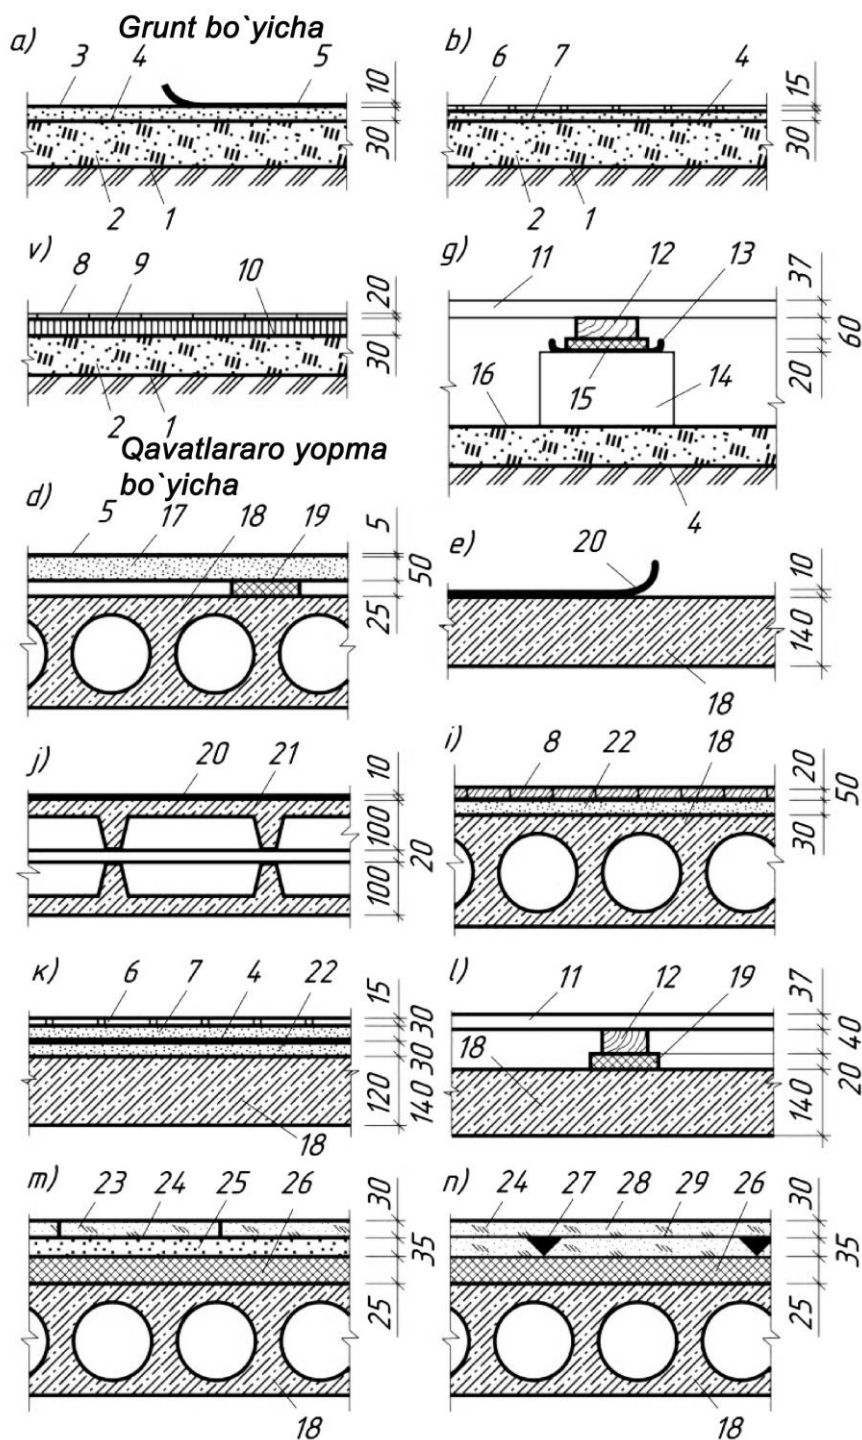 Grunt bo`yicha
a) 3 4 5 10 30 2 1
b) 6 7 4 15 30 2 1
v) 8 9 10 20 30 2 1
g) 11 12 13 37 60 20 16 15 14 4
Qavatlararo yopma
bo`yicha
d) 5 17 18 19 5 50 25
e) 20 10 140 18
j) 20 21 10 100 20 100
i) 8 22 18 20 50 30
к) 6 7 4 22 15 30 30 120 140 18
l) 11 12 19 37 40 20 140 18
m) 23 24 25 26 30 35 25 18
n) 24 27 28 29 26 30 35 25 18